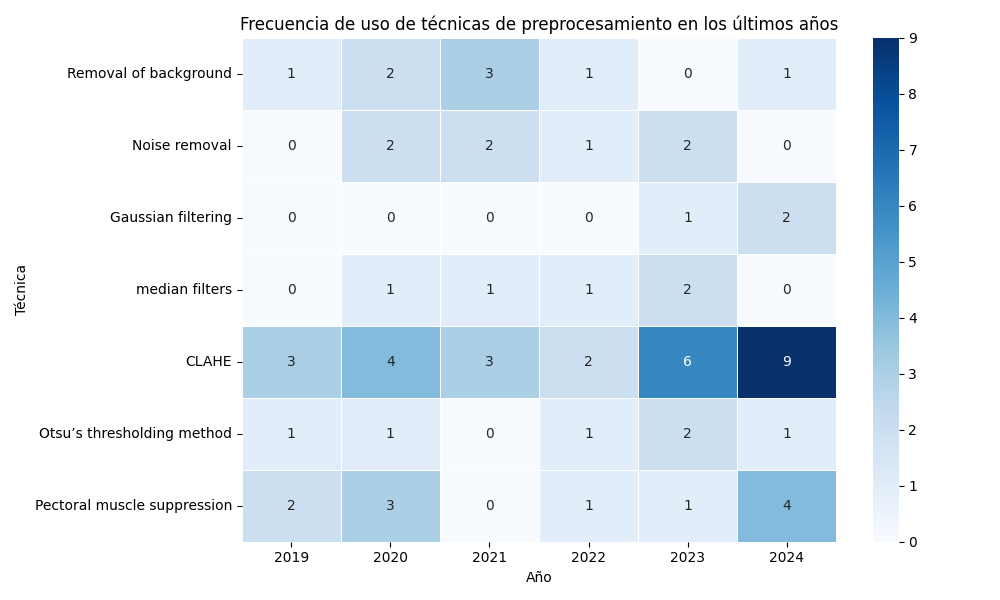 Frecuencia de uso de técnicas de preprocesamiento en los últimos años
Técnica
Removal of background 1 2 3 1 0 1
Noise removal 0 2 2 1 2 0
Gaussian filtering 0 0 0 0 1 2
median filters 0 1 1 1 2 0
CLAHE 3 4 3 2 6 9
Otsu’s thresholding method 1 1 0 1 2 1
Pectoral muscle suppression 2 3 0 1 1 4
2019 2020 2021 2022 2023 2024
Año
9
8
7
6
5
4
3
2
1
0